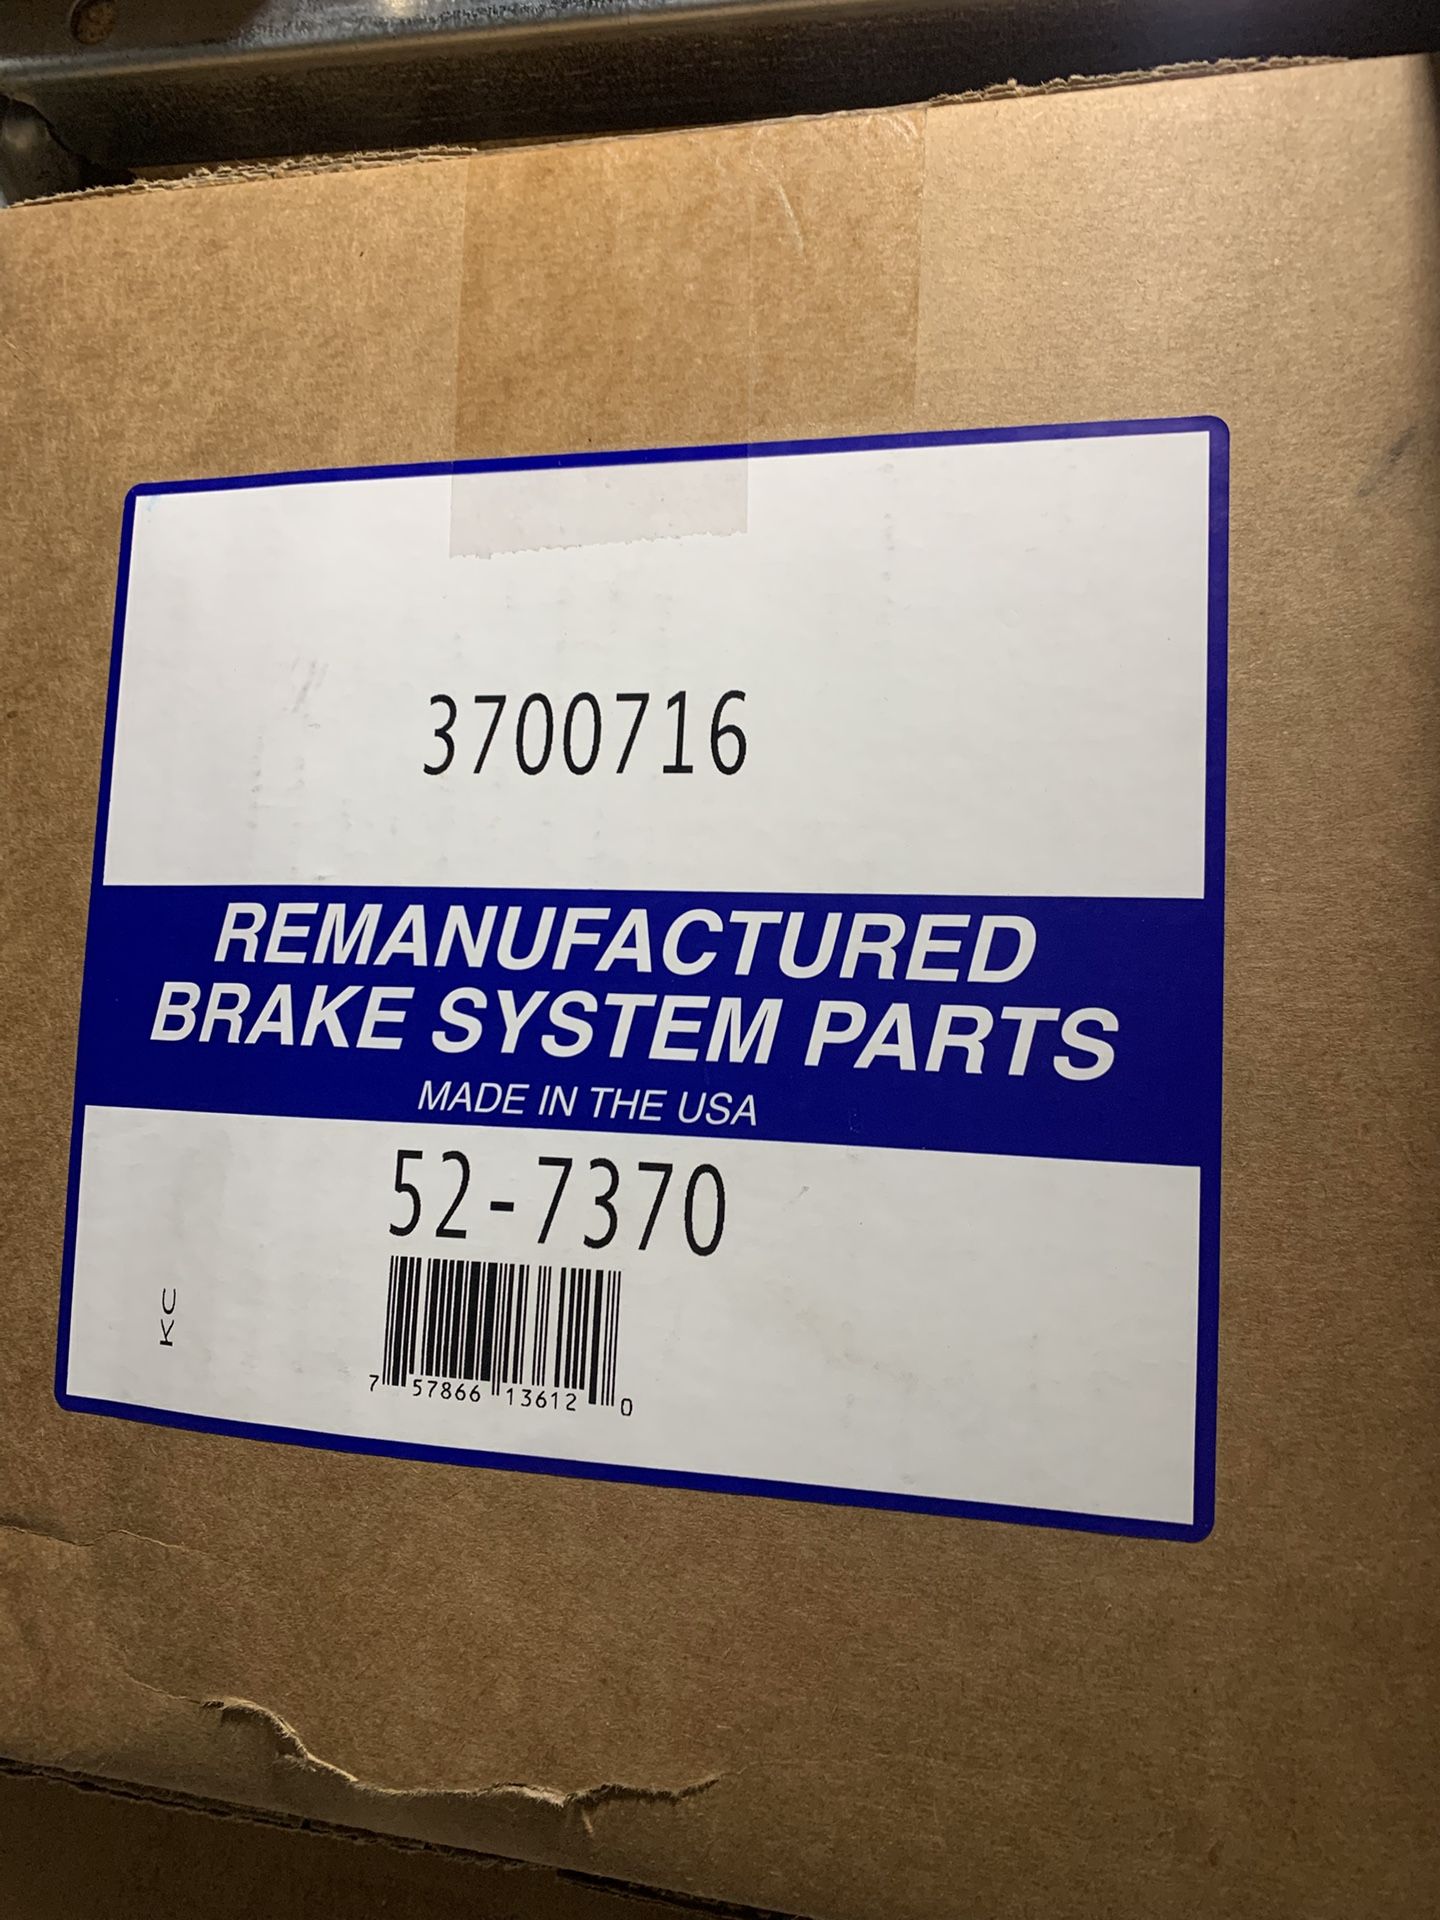 3700716
REMANUFACTURED
BRAKE SYSTEM PARTS
MADE IN THE USA
52-7370
KC
7 57866 13612 0